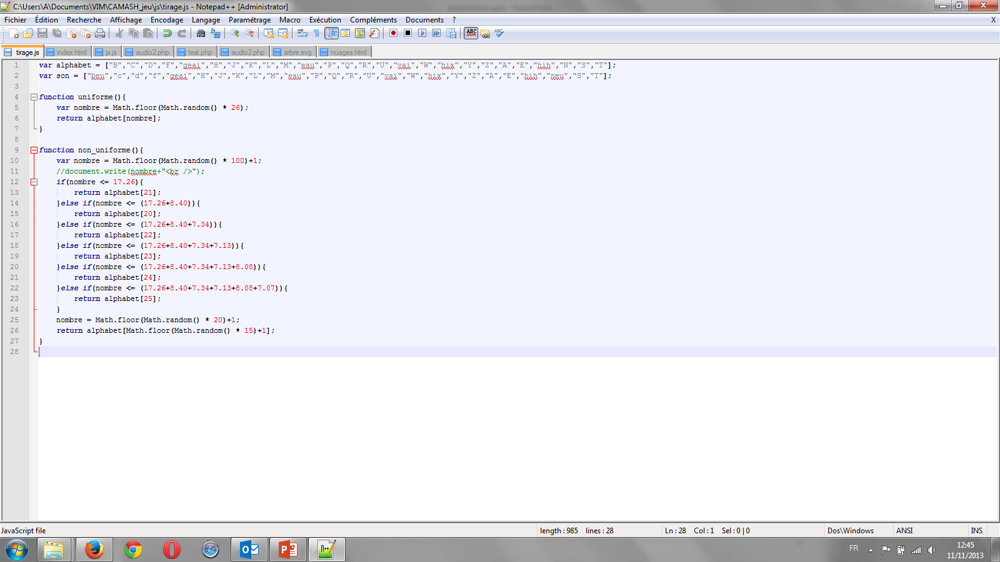 C:\Users\A\Documents\VIM\CAMASH_jeu\js\tirage.js - Notepad++ [Administrator]
Fichier Édition Recherche Affichage Encodage Langage Paramétrage Macro Exécution Compléments Documents ? X
tirage.js index.html js.js audio2.php test.php audio2.php arbre.svg nuages.html
1 var alphabet = ["B","C","D","F","geai","H","J","K","L","M","eau","P","Q","R","U","vai","W","hix","Y","Z","A","E","hih","N","S","T"];
2 var son = ["beu","c","d","f","geai","H","J","K","L","M","eau","P","Q","R","U","vai","W","hix","Y","Z","A","E","hih","neu","S","T"];
3
4 function uniforme(){
5 var nombre = Math.floor(Math.random() * 26);
6 return alphabet[nombre];
7 }
8
9 function non_uniforme(){
10 var nombre = Math.floor(Math.random() * 100)+1;
11 //document.write(nombre+"<br />");
12 if(nombre <= 17.26){
13 return alphabet[21];
14 }else if(nombre <= (17.26+8.40)){
15 return alphabet[20];
16 }else if(nombre <= (17.26+8.40+7.34)){
17 return alphabet[22];
18 }else if(nombre <= (17.26+8.40+7.34+7.13)){
19 return alphabet[23];
20 }else if(nombre <= (17.26+8.40+7.34+7.13+8.08)){
21 return alphabet[24];
22 }else if(nombre <= (17.26+8.40+7.34+7.13+8.08+7.07)){
23 return alphabet[25];
24 }
25 nombre = Math.floor(Math.random() * 20)+1;
26 return alphabet[Math.floor(Math.random() * 15)+1];
27 }
28
JavaScript file length : 985 lines : 28 Ln : 28 Col : 1 Sel : 0 | 0 Dos\Windows ANSI INS
FR 12:45
11/11/2013